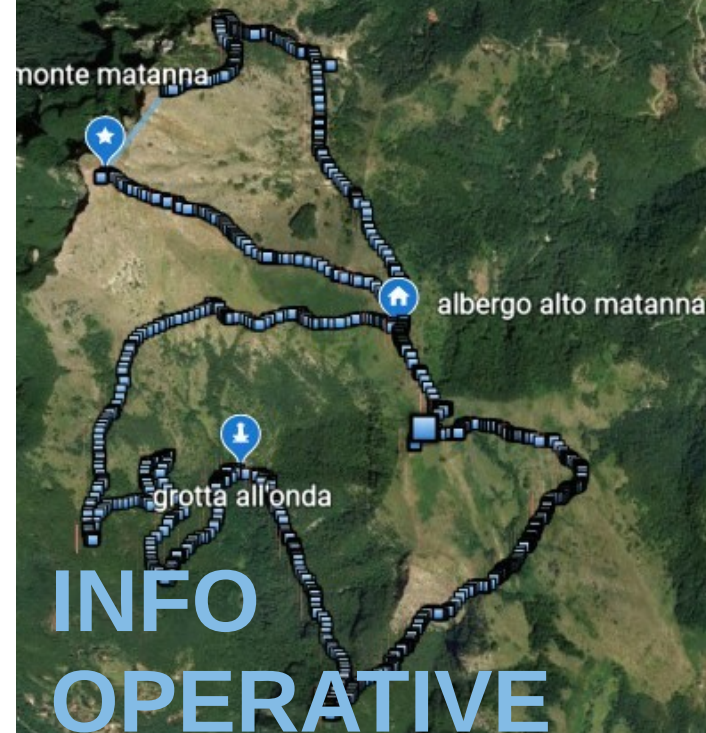 monte matanna
albergo alto matanna
grotta all'onda
INFO
OPERATIVE